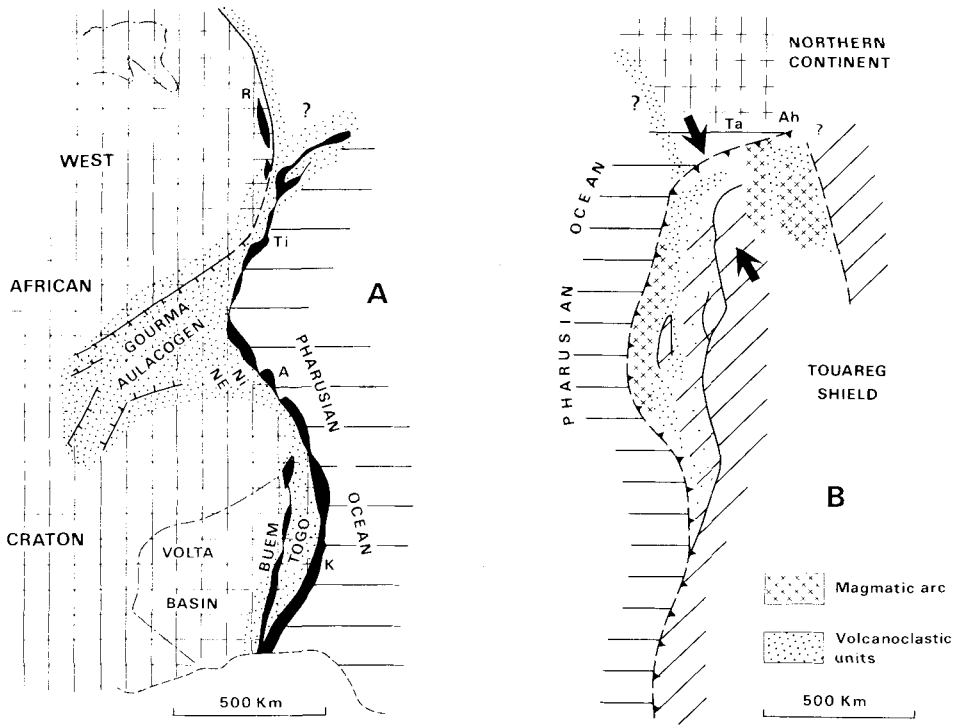 R
?
WEST
Ti
AFRICAN
A
GOURMA
AULACOGEN
NE Ni
A
PHARUSIAN
OCEAN
CRATON
VOLTA
BASIN
BUEM
TOGO
K
500 Km
NORTHERN
CONTINENT
?
Ta
Ah
?
PHARUSIAN OCEAN
TOUAREG
SHIELD
B
Magmatic arc
Volcanoclastic
units
500 Km